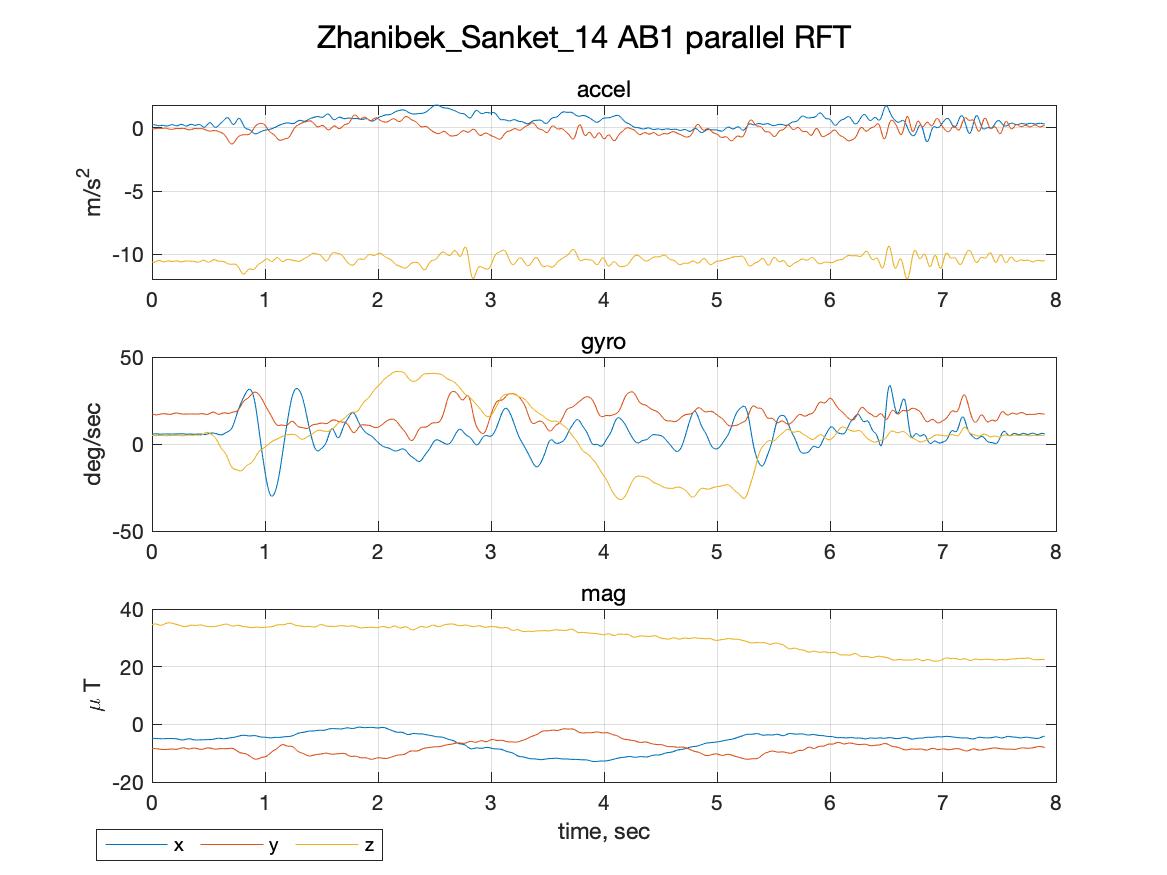 Zhanibek_Sanket_14 AB1 parallel RFT
accel
m/s2
0
-5
-10
0 1 2 3 4 5 6 7 8
gyro
deg/sec
50
0
-50
0 1 2 3 4 5 6 7 8
mag
μ T
40
20
0
-20
0 1 2 3 4 5 6 7 8
time, sec
x y z